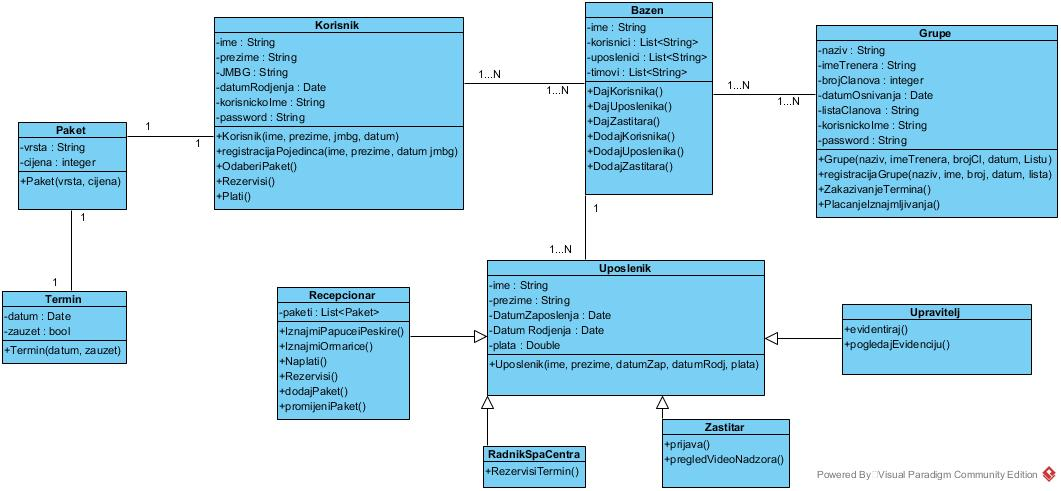 Korisnik
-ime : String
-prezime : String
-JMBG : String
-datumRodjenja : Date
-korisnickoIme : String
-password : String
+Korisnik(ime, prezime, jmbg, datum)
+registracijaPojedinca(ime, prezime, datum jmbg)
+OdaberiPaket()
+Rezervisi()
+Plati()
1...N
1...N
Bazen
-ime : String
-korisnici : List<String>
-uposlenici : List<String>
-timovi : List<String>
+DajKorisnika()
+DajUposlenika()
+DajZastitara()
+DodajKorisnika()
+DodajUposlenika()
+DodajZastitara()
1...N
1...N
Grupe
-naziv : String
-imeTrenera : String
-brojClanova : integer
-datumOsnivanja : Date
-listaClanova : String
-korisnickoIme : String
-password : String
+Grupe(naziv, imeTrenera, brojCl, datum, Listu)
+registracijaGrupe(naziv, ime, broj, datum, lista)
+ZakazivanjeTermina()
+PlacanjeIznajmljivanja()
Paket
-vrsta : String
-cijena : integer
+Paket(vrsta, cijena)
1
1
1
1
Termin
-datum : Date
-zauzet : bool
+Termin(datum, zauzet)
1
1...N
Uposlenik
-ime : String
-prezime : String
-DatumZaposlenja : Date
-Datum Rodjenja : Date
-plata : Double
+Uposlenik(ime, prezime, datumZap, datumRodj, plata)
Recepcionar
-paketi : List<Paket>
+IznajmiPapuceiPeskire()
+IznajmiOrmarice()
+Naplati()
+Rezervisi()
+dodajPaket()
+promijeniPaket()
Upravitelj
+evidentiraj()
+pogledajEvidenciju()
RadnikSpaCentra
+RezervisiTermin()
Zastitar
+prijava()
+pregledVideoNadzora()
Powered By Visual Paradigm Community Edition